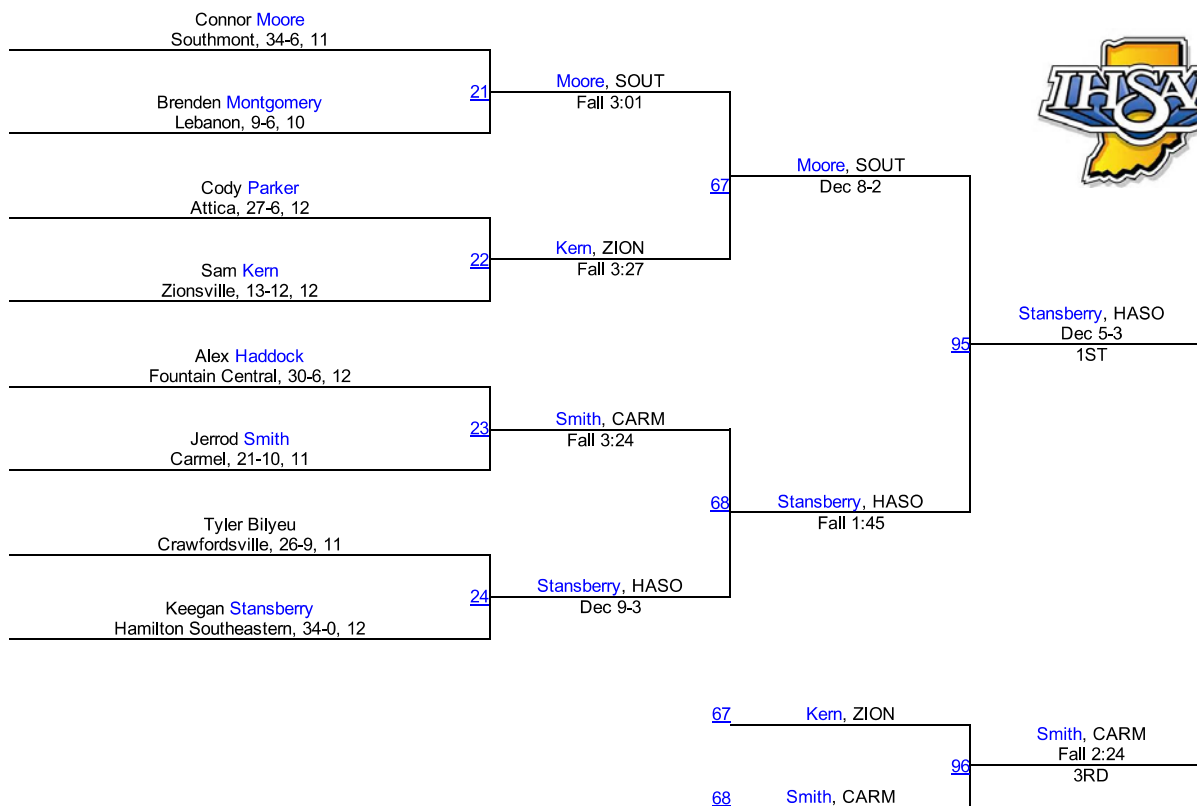 Connor Moore
Southmont, 34-6, 11
21
Moore, SOUT
Fall 3:01
Brenden Montgomery
Lebanon, 9-6, 10
IHSAA
67
Moore, SOUT
Dec 8-2
Cody Parker
Attica, 27-6, 12
22
Kern, ZION
Fall 3:27
Sam Kern
Zionsville, 13-12, 12
95
Stansberry, HASO
Dec 5-3
1ST
Alex Haddock
Fountain Central, 30-6, 12
23
Smith, CARM
Fall 3:24
Jerrod Smith
Carmel, 21-10, 11
68
Stansberry, HASO
Fall 1:45
Tyler Bilyeu
Crawfordsville, 26-9, 11
24
Stansberry, HASO
Dec 9-3
Keegan Stansberry
Hamilton Southeastern, 34-0, 12
67
Kern, ZION
96
Smith, CARM
Fall 2:24
3RD
68
Smith, CARM